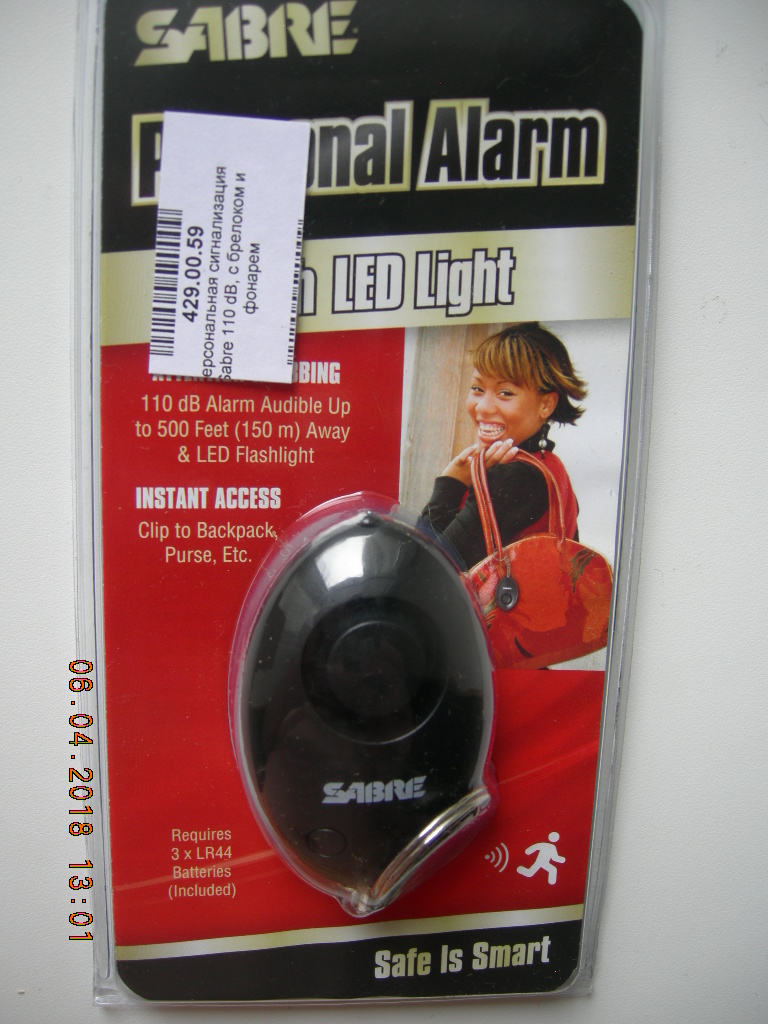 SABRE
Alarm
LED Light
429.00.59
ерсональная сигнализация
Sabre 110 dB, с брелоком и
фонарем
110 dB Alarm Audible Up
to 500 Feet (150 m) Away
& LED Flashlight
INSTANT ACCESS
Clip to Backpack,
Purse, Etc.
SABRE
Requires
3 x LR44
Batteries
(Included)
Safe Is Smart
06.04.2018 13:01